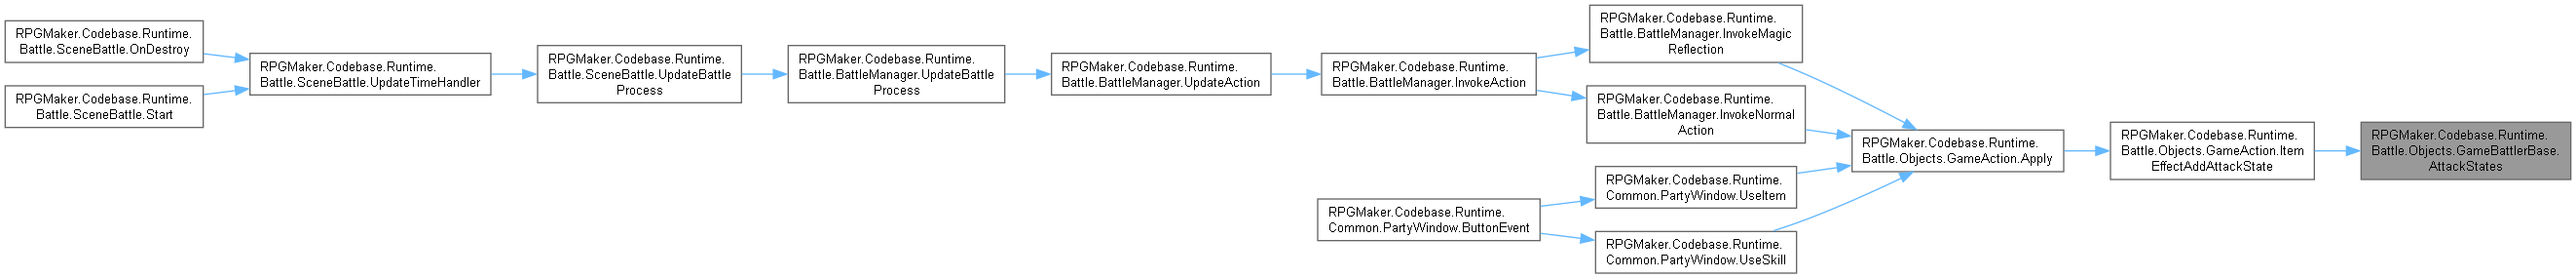 RPGMaker.Codebase.Runtime.
Battle.SceneBattle.OnDestroy
RPGMaker.Codebase.Runtime.
Battle.SceneBattle.Start
RPGMaker.Codebase.Runtime.
Battle.SceneBattle.UpdateTimeHandler
RPGMaker.Codebase.Runtime.
Battle.SceneBattle.UpdateBattle
Process
RPGMaker.Codebase.Runtime.
Battle.BattleManager.UpdateBattle
Process
RPGMaker.Codebase.Runtime.
Battle.BattleManager.UpdateAction
RPGMaker.Codebase.Runtime.
Battle.BattleManager.InvokeAction
RPGMaker.Codebase.Runtime.
Battle.BattleManager.InvokeMagic
Reflection
RPGMaker.Codebase.Runtime.
Battle.BattleManager.InvokeNormal
Action
RPGMaker.Codebase.Runtime.
Common.PartyWindow.ButtonEvent
RPGMaker.Codebase.Runtime.
Common.PartyWindow.UseItem
RPGMaker.Codebase.Runtime.
Common.PartyWindow.UseSkill
RPGMaker.Codebase.Runtime.
Battle.Objects.GameAction.Apply
RPGMaker.Codebase.Runtime.
Battle.Objects.GameAction.Item
EffectAddAttackState
RPGMaker.Codebase.Runtime.
Battle.Objects.GameBattlerBase.
AttackStates